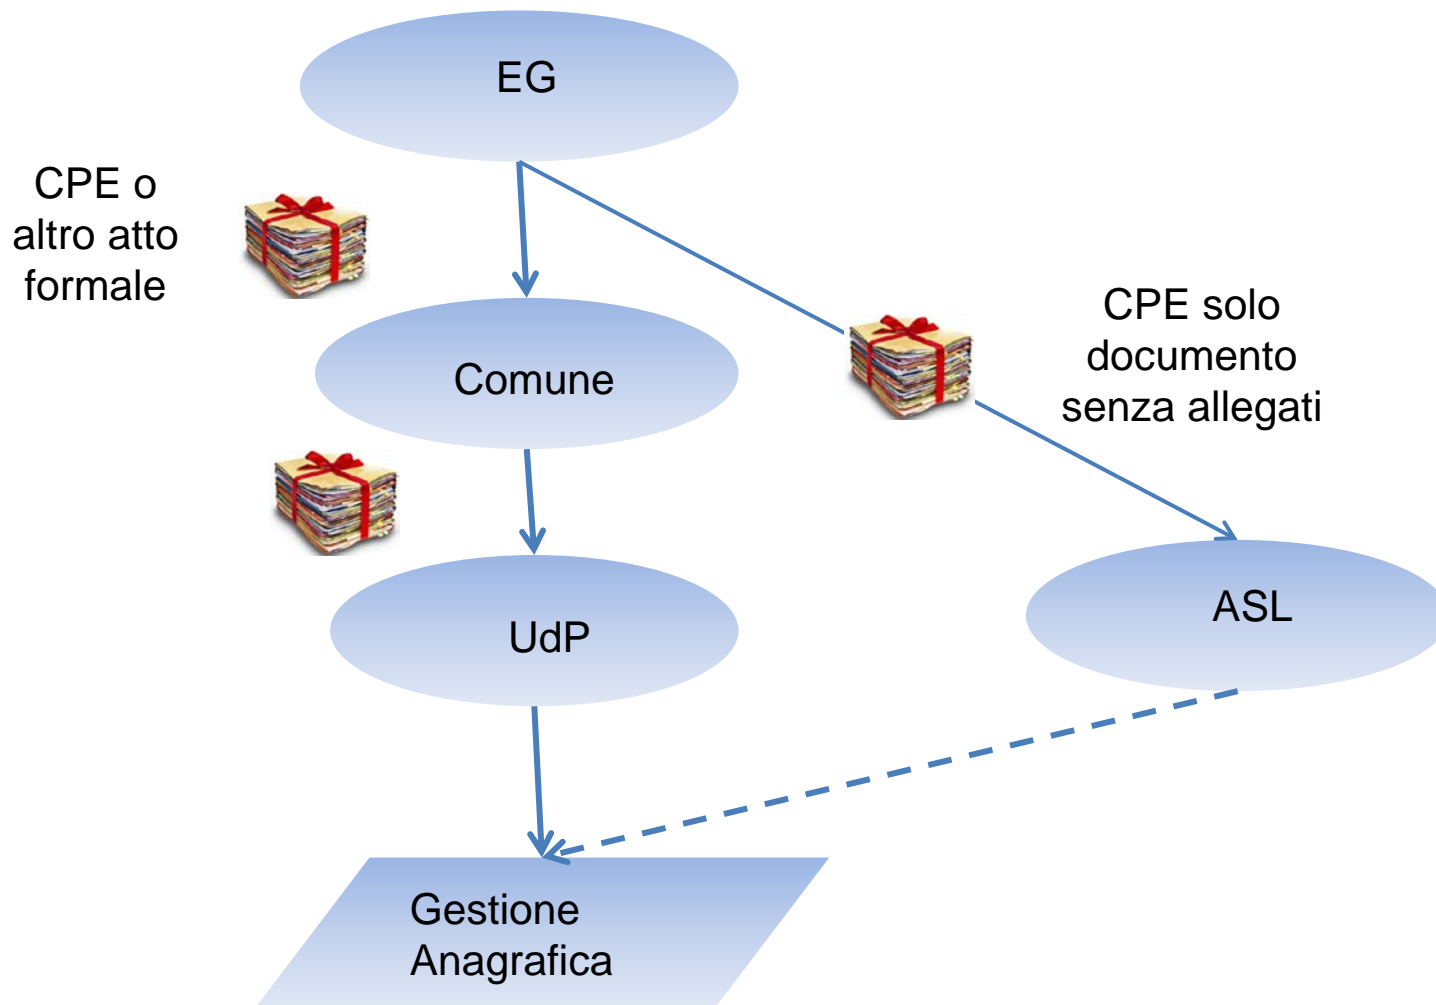 EG
CPE o
altro atto
formale
CPE solo
documento
senza allegati
Comune
UdP
ASL
Gestione
Anagrafica